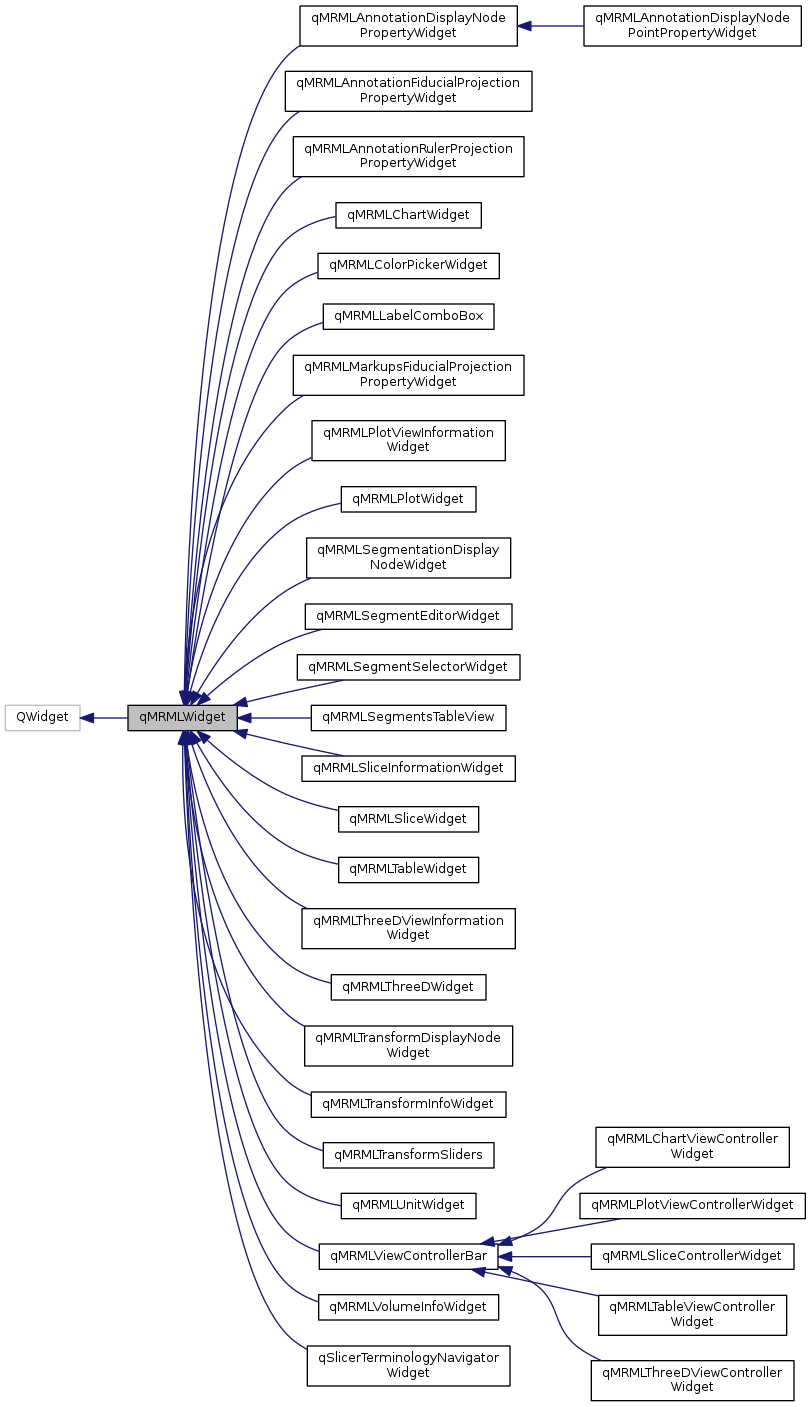 qMRMLAnnotationDisplayNode
PropertyWidget
qMRMLAnnotationDisplayNode
PointPropertyWidget
qMRMLAnnotationFiducialProjection
PropertyWidget
qMRMLAnnotationRulerProjection
PropertyWidget
qMRMLChartWidget
qMRMLColorPickerWidget
qMRMLLabelComboBox
qMRMLMarkupsFiducialProjection
PropertyWidget
qMRMLPlotViewInformation
Widget
qMRMLPlotWidget
qMRMLSegmentationDisplay
NodeWidget
qMRMLSegmentEditorWidget
qMRMLSegmentSelectorWidget
QWidget
qMRMLWidget
qMRMLSegmentsTableView
qMRMLSliceInformationWidget
qMRMLSliceWidget
qMRMLTableWidget
qMRMLThreeDViewInformation
Widget
qMRMLThreeDWidget
qMRMLTransformDisplayNode
Widget
qMRMLTransformInfoWidget
qMRMLTransformSliders
qMRMLUnitWidget
qMRMLViewControllerBar
qMRMLChartViewController
Widget
qMRMLPlotViewControllerWidget
qMRMLSliceControllerWidget
qMRMLTableViewController
Widget
qMRMLThreeDViewController
Widget
qMRMLVolumeInfoWidget
qSlicerTerminologyNavigator
Widget